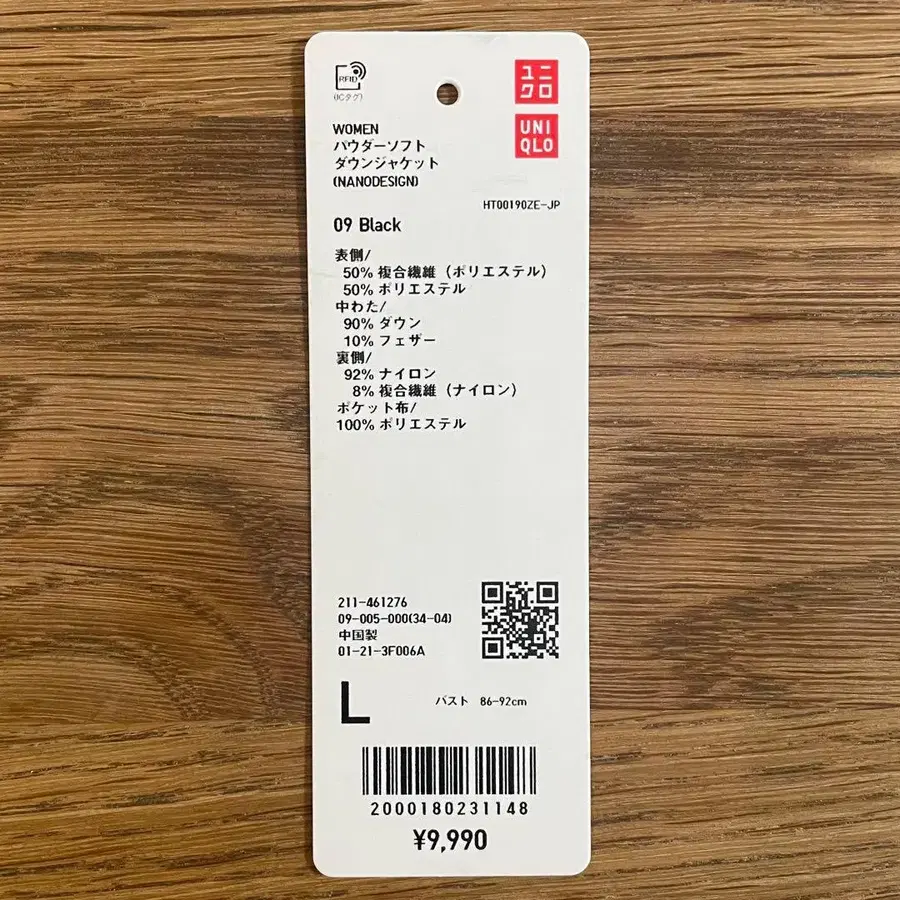 RFID
(ICタグ)
ユニ
クロ
UNI
QLO
WOMEN
パウダーソフト
ダウンジャケット
(NANODESIGN)
HT00190ZE-JP
09 Black
表側/
50% 複合繊維（ポリエステル）
50% ポリエステル
中わた/
90% ダウン
10% フェザー
裏側/
92% ナイロン
8% 複合繊維（ナイロン）
ポケット布/
100% ポリエステル
211-461276
09-005-000(34-04)
中国製
01-21-3F006A
L
バスト 86-92cm
2000180231148
¥9,990